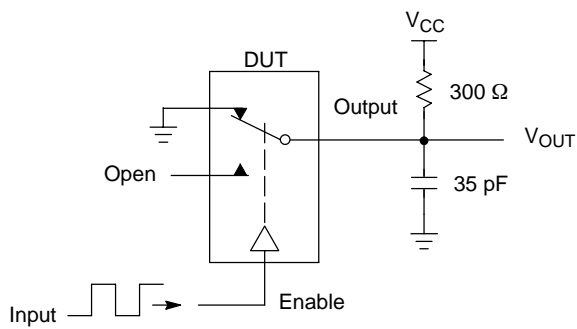 V_CC
DUT
300 Ω
Output
V_OUT
Open
35 pF
Enable
Input